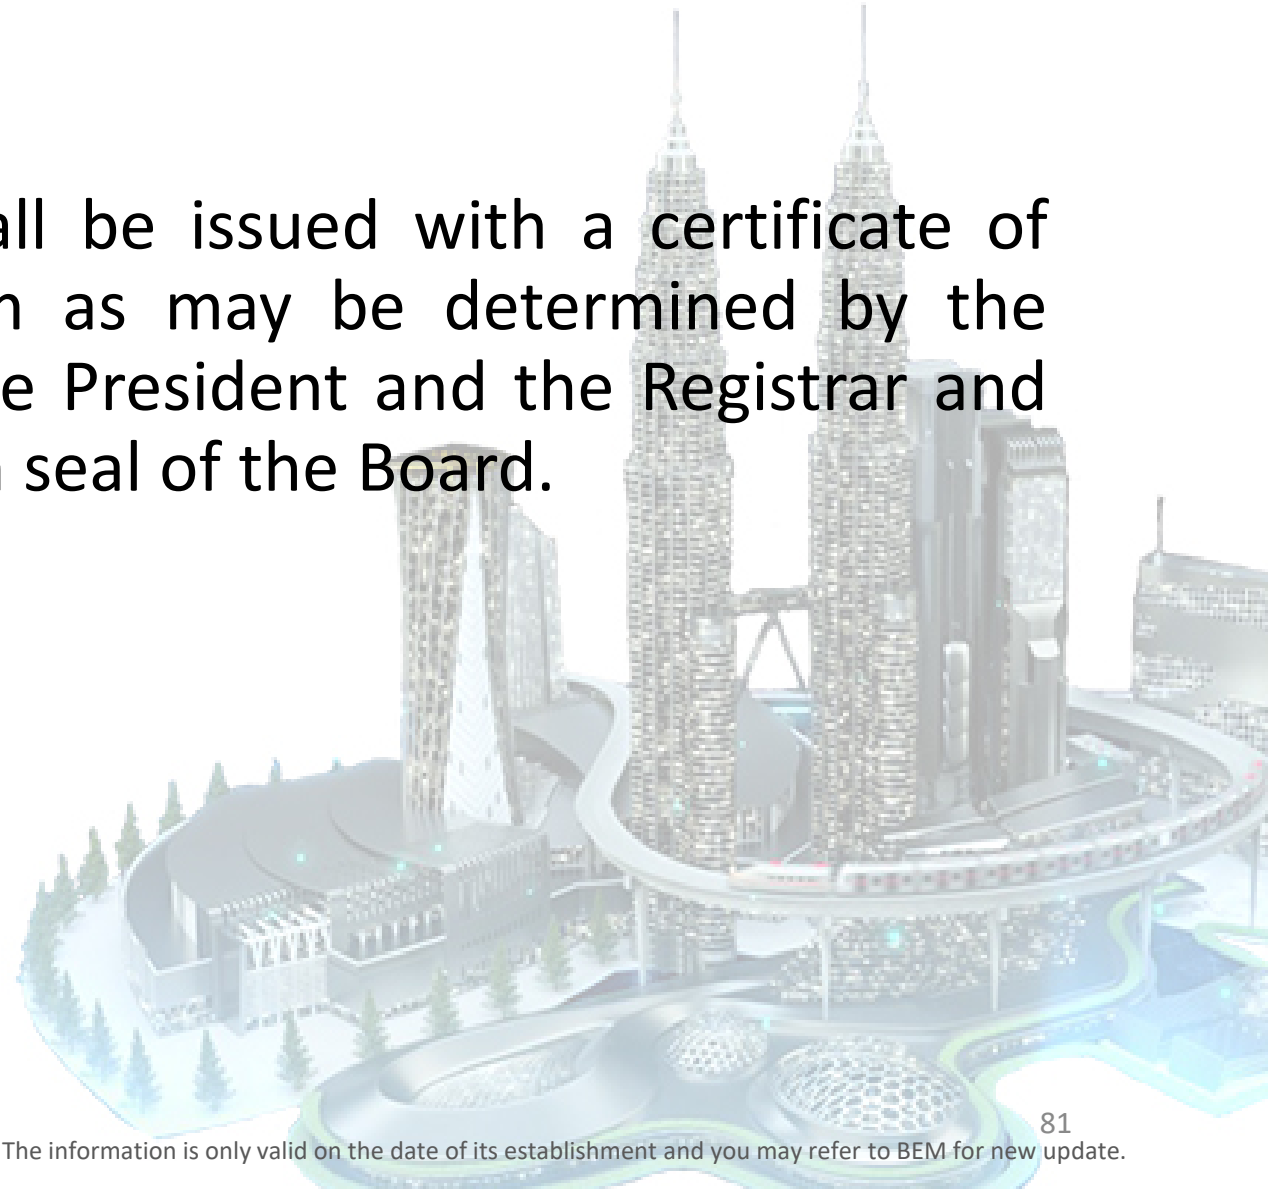 all be issued with a certificate of
as may be determined by the
e President and the Registrar and
seal of the Board.
81
The information is only valid on the date of its establishment and you may refer to BEM for new update.